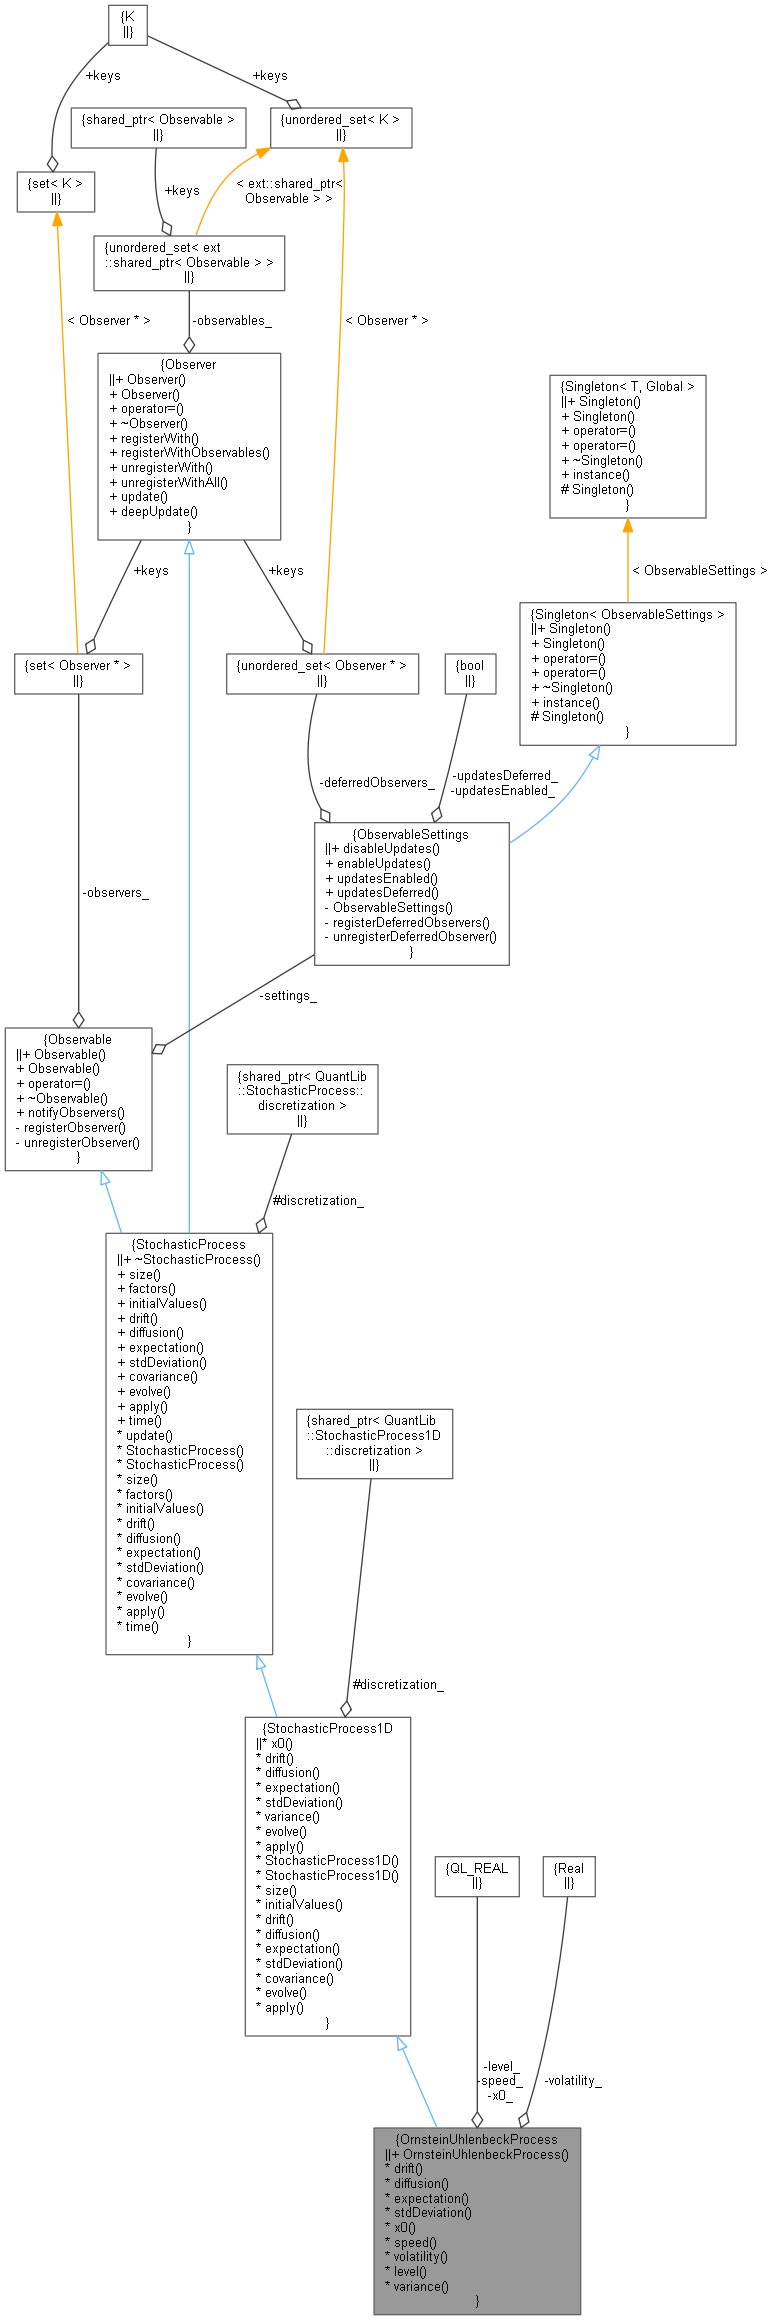 {K
||}
+keys
+keys
{shared_ptr< Observable >
||}
{unordered_set< K >
||}
{set< K >
||}
+keys
< ext::shared_ptr<
Observable > >
{unordered_set< ext
::shared_ptr< Observable > >
||}
< Observer * >
-observables_
< Observer * >
{Observer
||+ Observer()
+ Observer()
+ operator=()
+ ~Observer()
+ registerWith()
+ registerWithObservables()
+ unregisterWith()
+ unregisterWithAll()
+ update()
+ deepUpdate()
}
{Singleton< T, Global >
||+ Singleton()
+ Singleton()
+ operator=()
+ operator=()
+ ~Singleton()
+ instance()
# Singleton()
}
+keys
+keys
< ObservableSettings >
{Singleton< ObservableSettings >
||+ Singleton()
+ Singleton()
+ operator=()
+ operator=()
+ ~Singleton()
+ instance()
# Singleton()
}
{set< Observer * >
||}
{unordered_set< Observer * >
||}
{bool
||}
-deferredObservers_
-updatesDeferred_
-updatesEnabled_
{ObservableSettings
||+ disableUpdates()
+ enableUpdates()
+ updatesEnabled()
+ updatesDeferred()
- ObservableSettings()
- registerDeferredObservers()
- unregisterDeferredObserver()
}
-observers_
-settings_
{Observable
||+ Observable()
+ Observable()
+ operator=()
+ ~Observable()
+ notifyObservers()
- registerObserver()
- unregisterObserver()
}
{shared_ptr< QuantLib
::StochasticProcess::
discretization >
||}
#discretization_
{StochasticProcess
||+ ~StochasticProcess()
+ size()
+ factors()
+ initialValues()
+ drift()
+ diffusion()
+ expectation()
+ stdDeviation()
+ covariance()
+ evolve()
+ apply()
+ time()
* update()
* StochasticProcess()
* StochasticProcess()
* size()
* factors()
* initialValues()
* drift()
* diffusion()
* expectation()
* stdDeviation()
* covariance()
* evolve()
* apply()
* time()
}
{shared_ptr< QuantLib
::StochasticProcess1D
::discretization >
||}
#discretization_
{StochasticProcess1D
||* x0()
* drift()
* diffusion()
* expectation()
* stdDeviation()
* variance()
* evolve()
* apply()
* StochasticProcess1D()
* StochasticProcess1D()
* size()
* initialValues()
* drift()
* diffusion()
* expectation()
* stdDeviation()
* covariance()
* evolve()
* apply()
}
{QL_REAL
||}
{Real
||}
-level_
-speed_
-x0_
-volatility_
{OrnsteinUhlenbeckProcess
||+ OrnsteinUhlenbeckProcess()
* drift()
* diffusion()
* expectation()
* stdDeviation()
* x0()
* speed()
* volatility()
* level()
* variance()
}